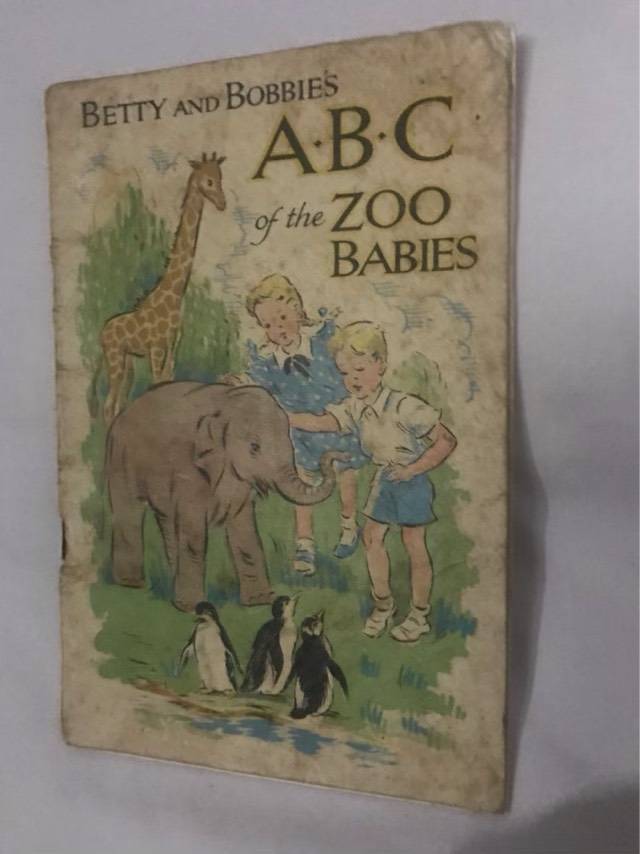 BETTY AND BOBBIE'S
A·B·C
of the ZOO
BABIES